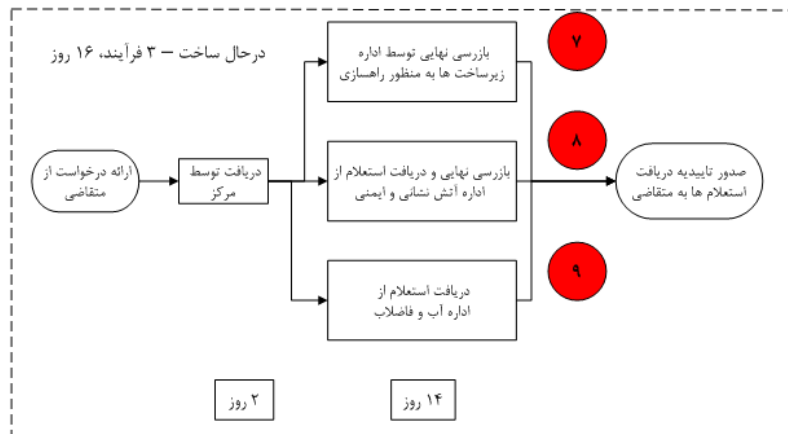 درحال ساخت – ۳ فرآیند، ۱۶ روز
بازرسی نهایی توسط اداره
زیرساخت ها به منظور راهسازی
۷
ارائه درخواست از
متقاضی
دریافت توسط
مرکز
بازرسی نهایی و دریافت استعلام از
اداره آتش نشانی و ایمنی
۸
صدور تاییدیه دریافت
استعلام ها به متقاضی
دریافت استعلام از
اداره آب و فاضلاب
۹
۲ روز
۱۴ روز